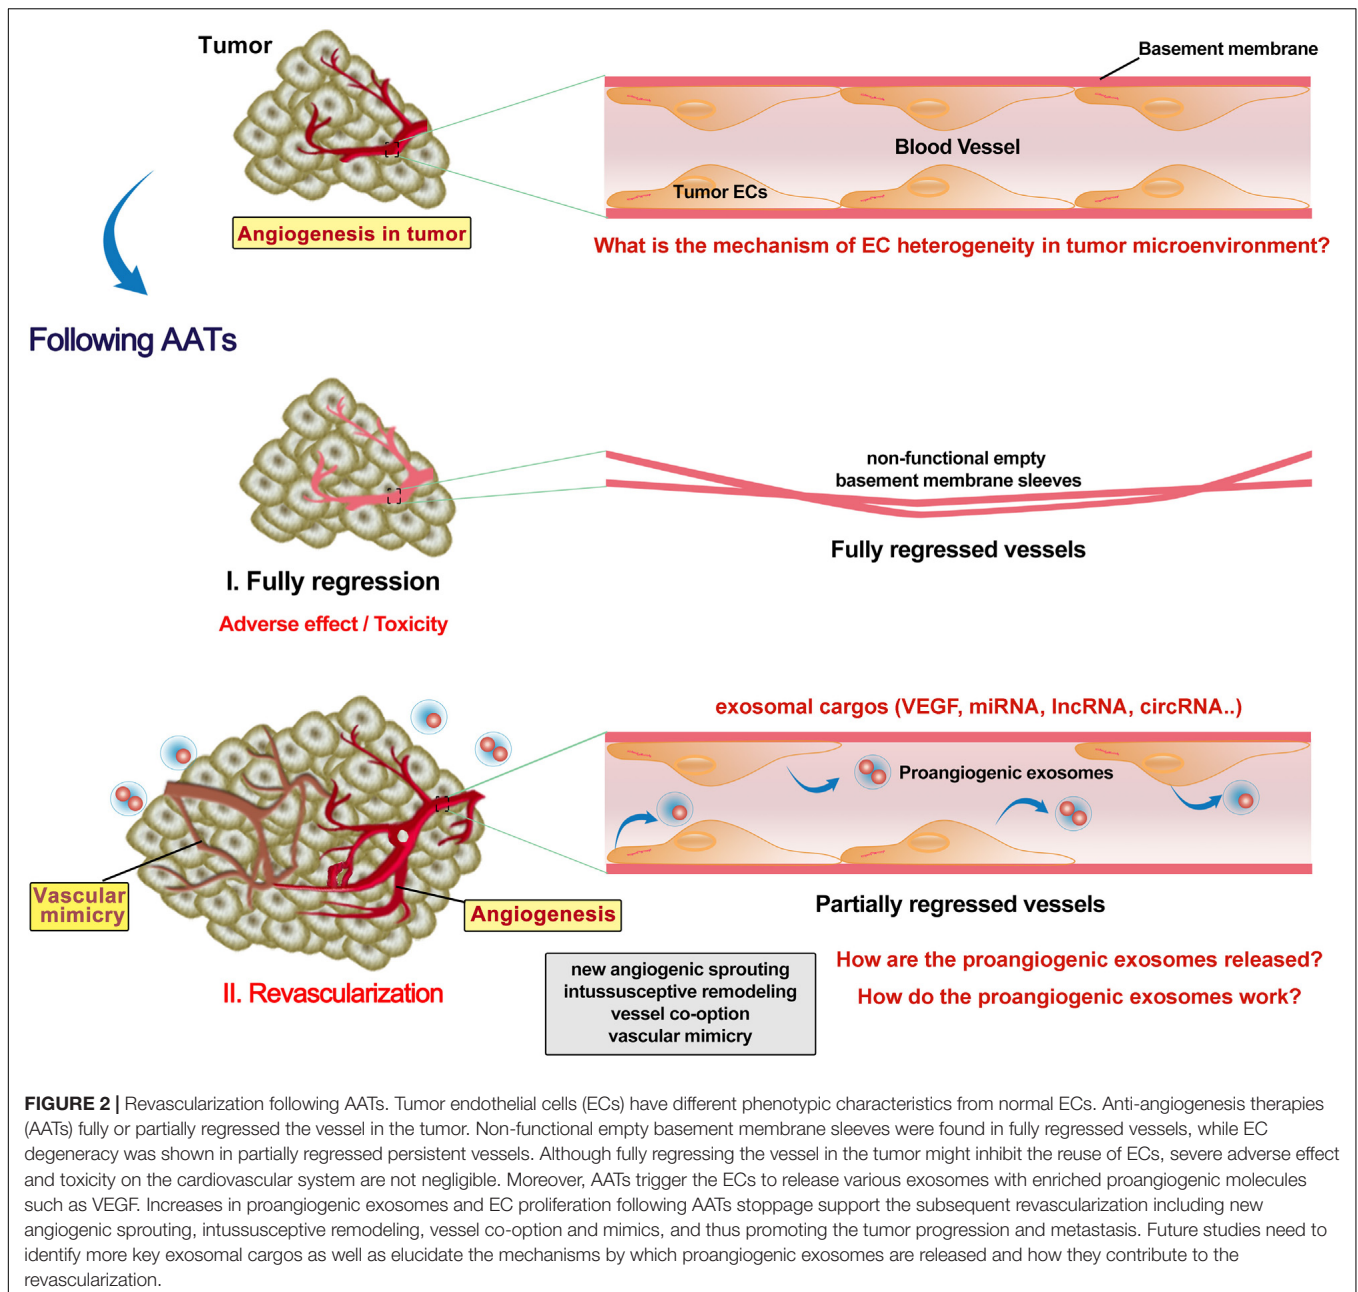 Tumor
Basement membrane
Blood Vessel
Tumor ECs
Angiogenesis in tumor
What is the mechanism of EC heterogeneity in tumor microenvironment?
Following AATs
non-functional empty
basement membrane sleeves
Fully regressed vessels
I. Fully regression
Adverse effect / Toxicity
exosomal cargos (VEGF, miRNA, lncRNA, circRNA..)
Proangiogenic exosomes
Vascular
mimicry
Angiogenesis
Partially regressed vessels
II. Revascularization
new angiogenic sprouting
intussusceptive remodeling
vessel co-option
vascular mimicry
How are the proangiogenic exosomes released?
How do the proangiogenic exosomes work?
FIGURE 2 | Revascularization following AATs. Tumor endothelial cells (ECs) have different phenotypic characteristics from normal ECs. Anti-angiogenesis therapies
(AATs) fully or partially regressed the vessel in the tumor. Non-functional empty basement membrane sleeves were found in fully regressed vessels, while EC
degeneracy was shown in partially regressed persistent vessels. Although fully regressing the vessel in the tumor might inhibit the reuse of ECs, severe adverse effect
and toxicity on the cardiovascular system are not negligible. Moreover, AATs trigger the ECs to release various exosomes with enriched proangiogenic molecules
such as VEGF. Increases in proangiogenic exosomes and EC proliferation following AATs stoppage support the subsequent revascularization including new
angiogenic sprouting, intussusceptive remodeling, vessel co-option and mimics, and thus promoting the tumor progression and metastasis. Future studies need to
identify more key exosomal cargos as well as elucidate the mechanisms by which proangiogenic exosomes are released and how they contribute to the
revascularization.